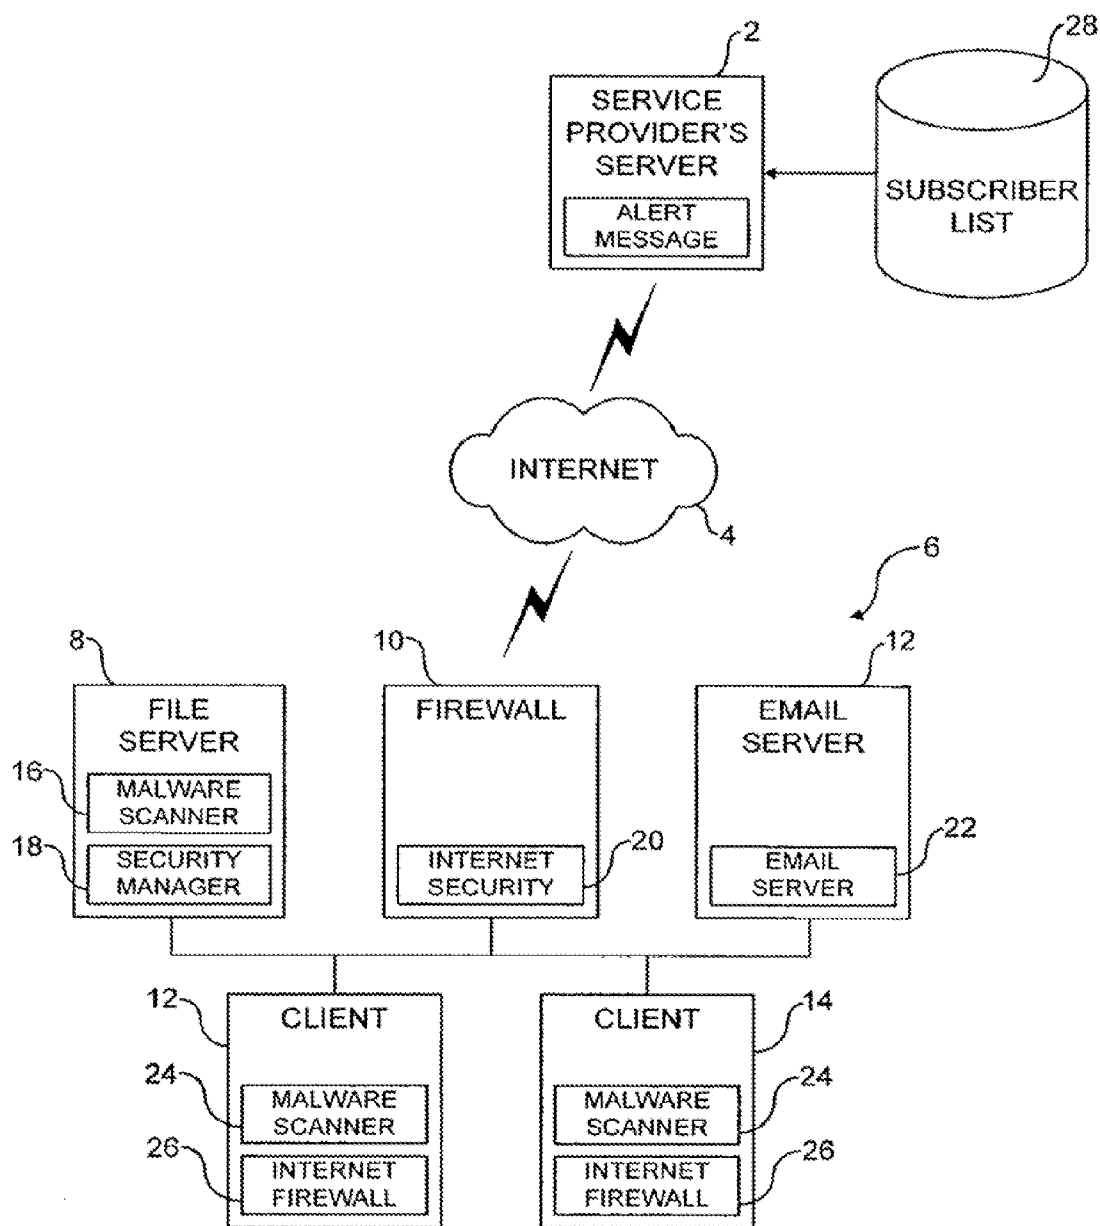 2
28
SERVICE
PROVIDER'S
SERVER
ALERT
MESSAGE
SUBSCRIBER
LIST
INTERNET
4
6
8
10
12
FILE
SERVER
FIREWALL
EMAIL
SERVER
16
MALWARE
SCANNER
18
SECURITY
MANAGER
INTERNET
SECURITY
20
EMAIL
SERVER
22
12
CLIENT
CLIENT
14
24
MALWARE
SCANNER
MALWARE
SCANNER
24
26
INTERNET
FIREWALL
INTERNET
FIREWALL
26